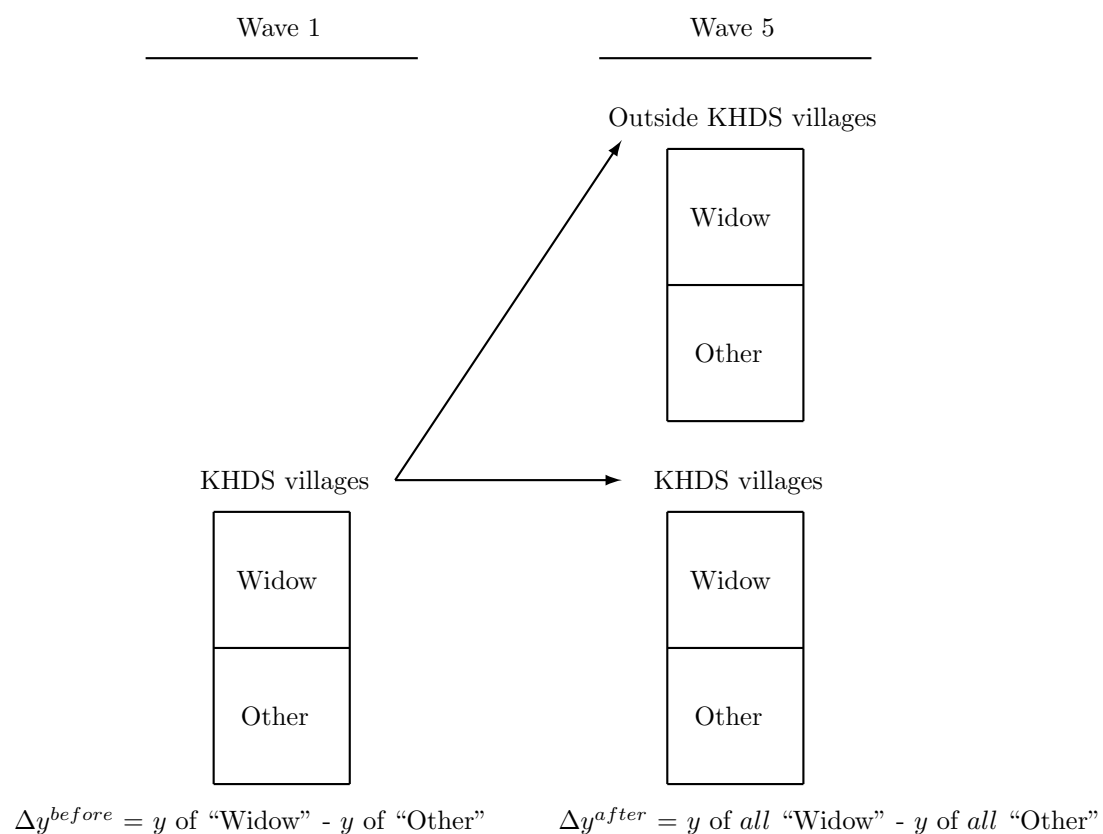 Wave 1
Wave 5
Outside KHDS villages
Widow
Other
KHDS villages
KHDS villages
Widow
Widow
Other
Other
Δy^{before} = y of “Widow” - y of “Other”
Δy^{after} = y of all “Widow” - y of all “Other”